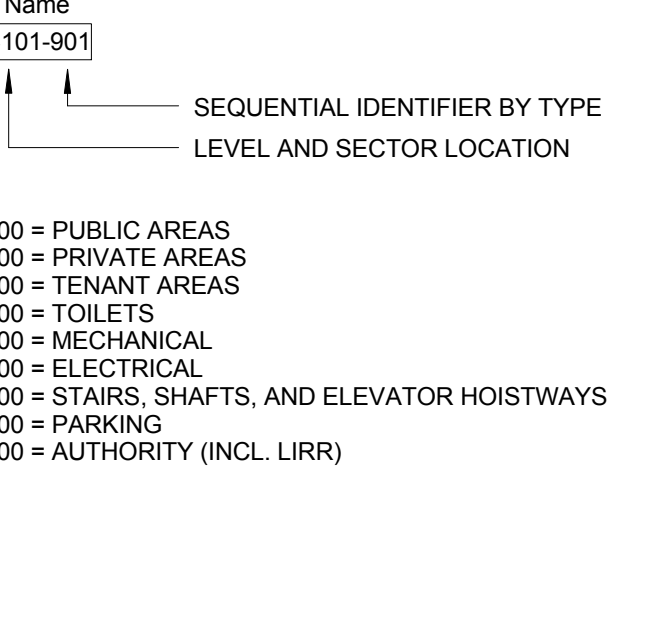 Name
101-901
SEQUENTIAL IDENTIFIER BY TYPE
LEVEL AND SECTOR LOCATION
00 = PUBLIC AREAS
00 = PRIVATE AREAS
00 = TENANT AREAS
00 = TOILETS
00 = MECHANICAL
00 = ELECTRICAL
00 = STAIRS, SHAFTS, AND ELEVATOR HOISTWAYS
00 = PARKING
00 = AUTHORITY (INCL. LIRR)